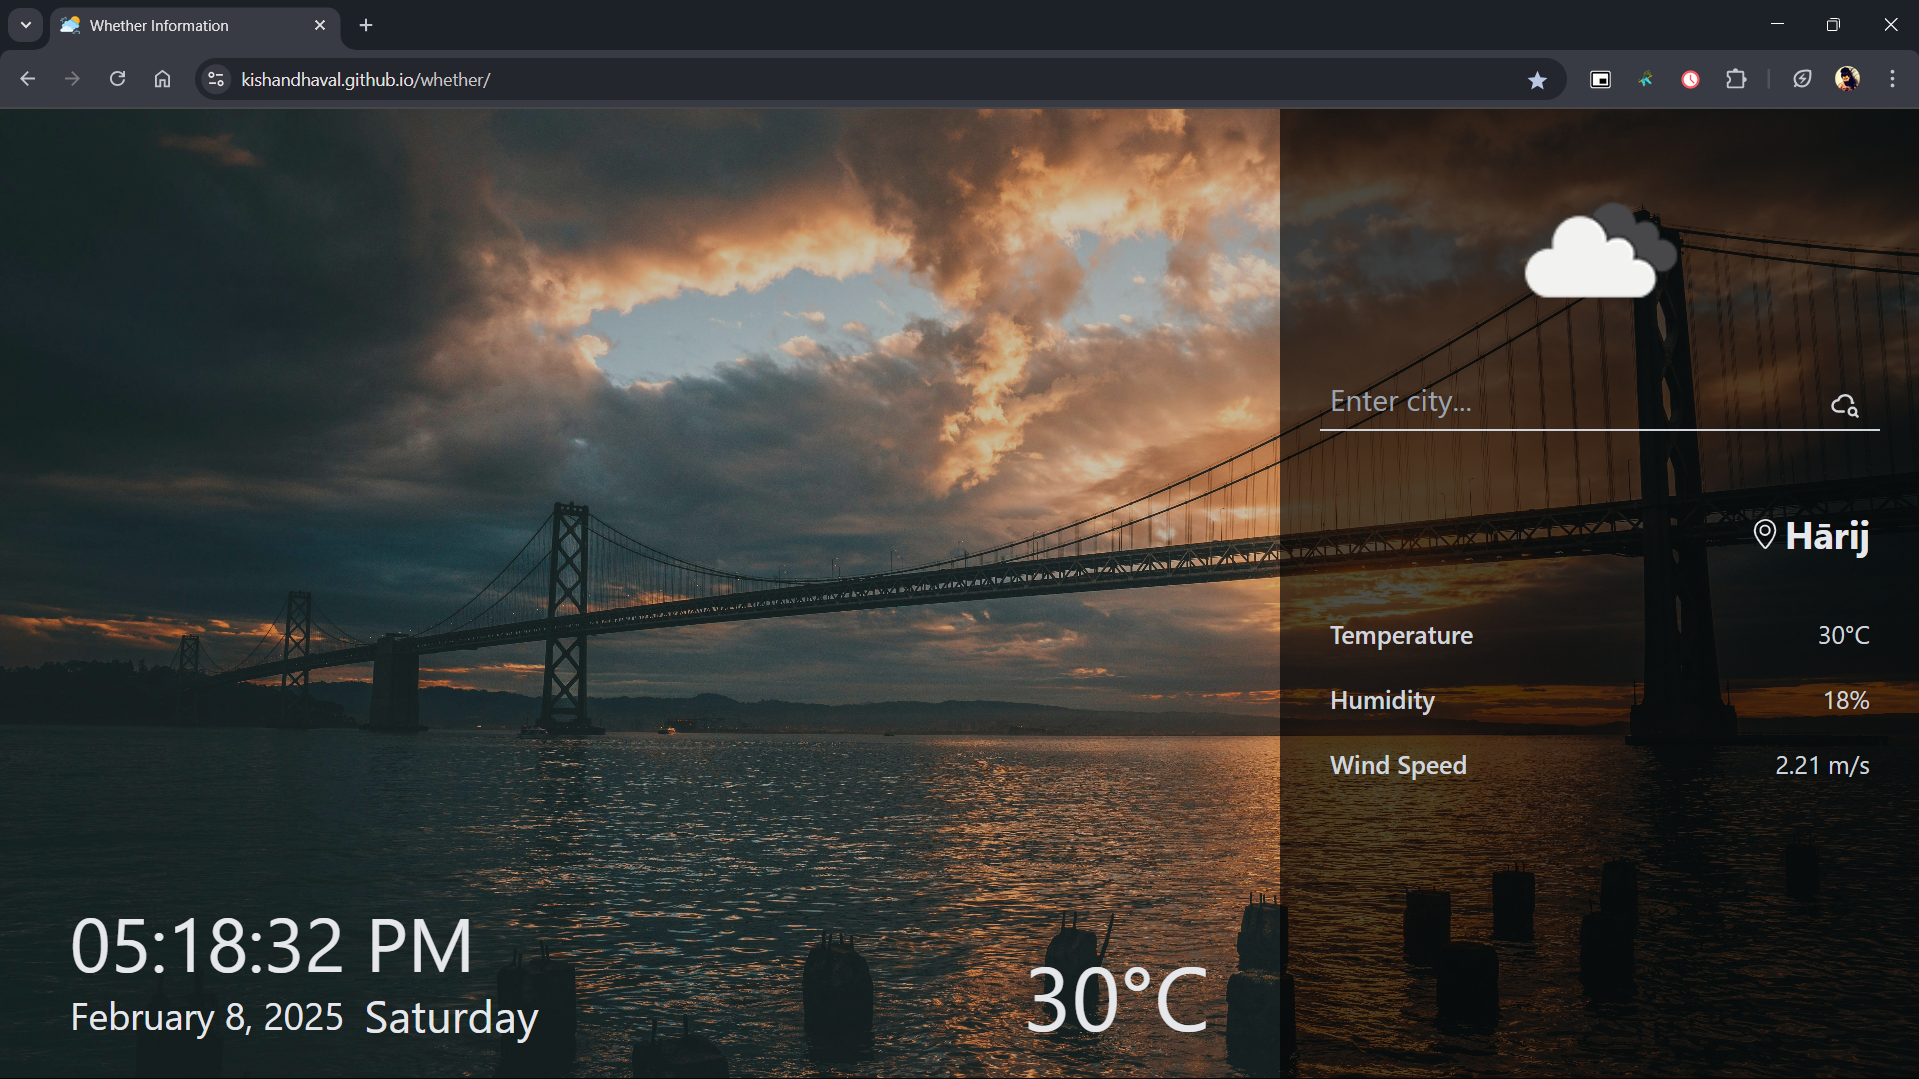 Whether Information
kishandhaval.github.io/whether/
Enter city...
Hārij
Temperature 30°C
Humidity 18%
Wind Speed 2.21 m/s
05:18:32 PM
February 8, 2025 Saturday
30°C